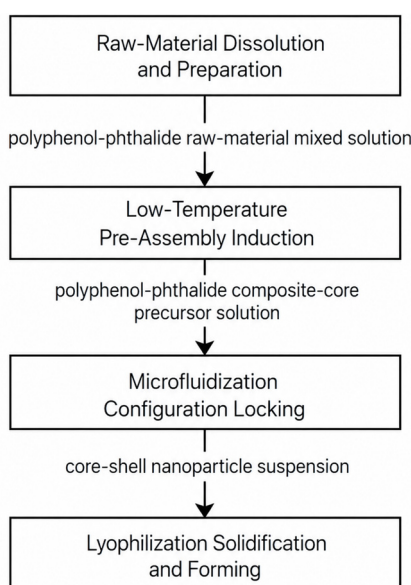 Raw-Material Dissolution
and Preparation
polyphenol-phthalide raw-material mixed solution
Low-Temperature
Pre-Assembly Induction
polyphenol-phthalide composite-core
precursor solution
Microfluidization
Configuration Locking
core-shell nanoparticle suspension
Lyophilization Solidification
and Forming